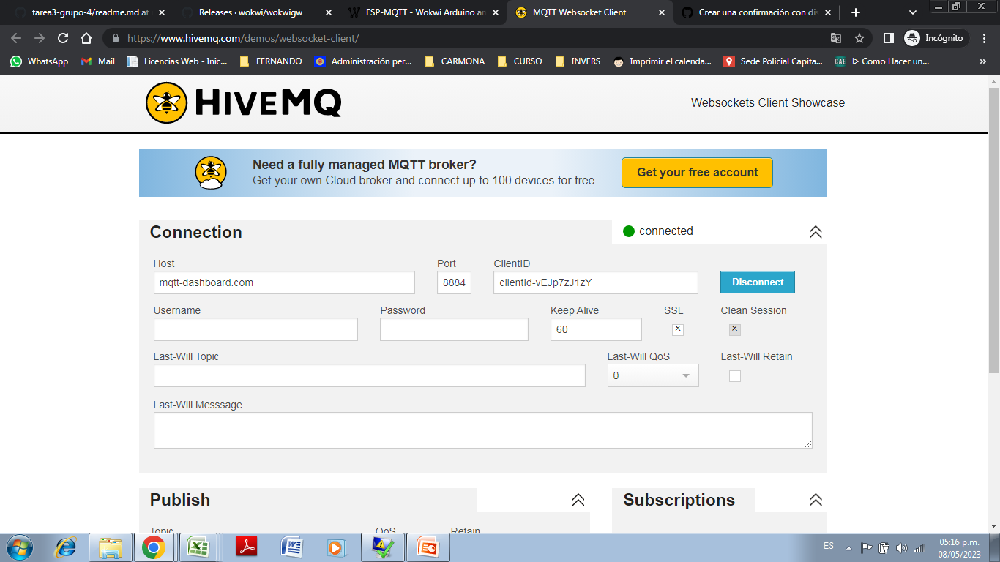 tarea3-grupo-4/readme.md at
Releases · wokwi/wokwigw
ESP-MQTT - Wokwi Arduino an
MQTT Websocket Client
Crear una confirmación con di
https://www.hivemq.com/demos/websocket-client/
Incógnito
WhatsApp
Mail
Licencias Web - Inic...
FERNANDO
Administración per...
CARMONA
CURSO
INVERS
Imprimir el calenda...
Sede Policial Capita...
CAE
ᐅ Como Hacer un...
HIVEMQ
Websockets Client Showcase
Need a fully managed MQTT broker?
Get your own Cloud broker and connect up to 100 devices for free.
Get your free account
Connection
connected
Host
Port
ClientID
mqtt-dashboard.com
8884
clientId-vEJp7zJ1zY
Disconnect
Username
Password
Keep Alive
SSL
Clean Session
60
Last-Will Topic
Last-Will QoS
Last-Will Retain
0
Last-Will Messsage
Publish
Subscriptions
Topic
QoS
Retain
ES
05:16 p.m.
08/05/2023